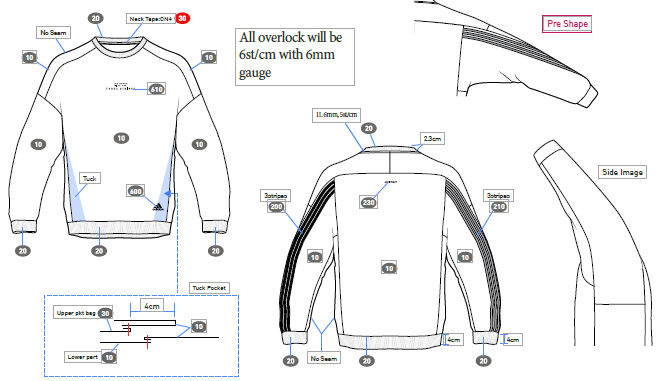 20
Neck Tape:ON4 30
No Seam
10
10
610
10
10
10
Tuck
600
20
20
20
All overlock will be
6st/cm with 6mm
gauge
Pre Shape
11.6mm,5st/cm
20
2.3cm
3stripes
200
230
3stripes
210
10
10
10
4cm
4cm
No Seam
20
20
20
Side Image
Tuck Pocket
4cm
Upper pkt bag 30
10
Lower part 10